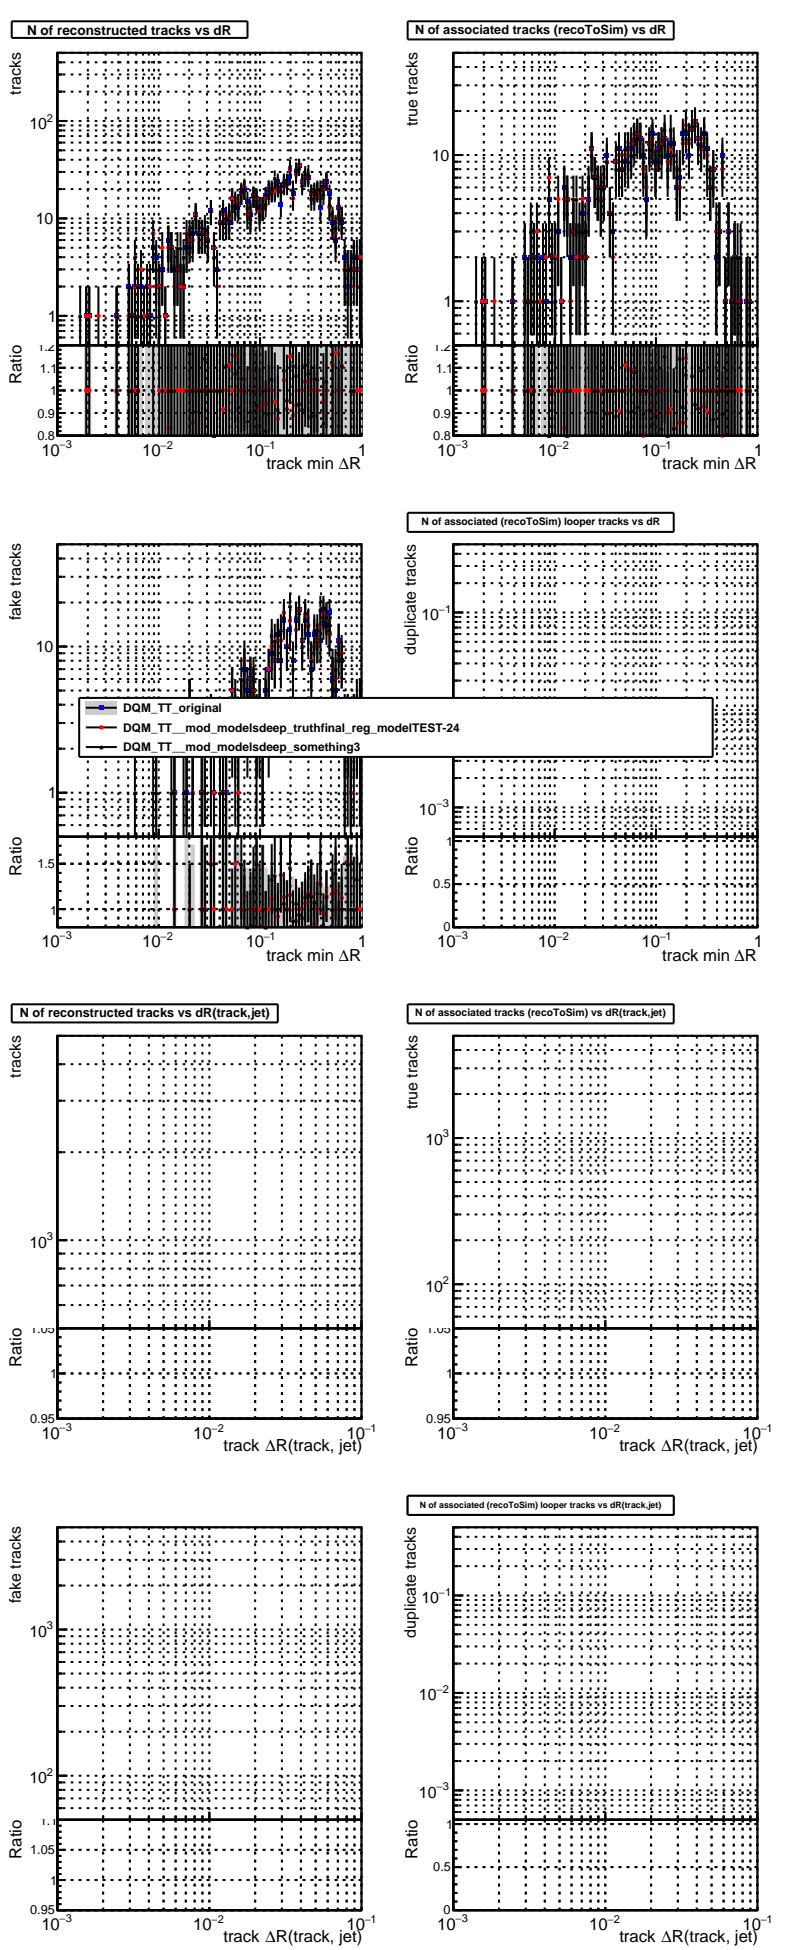 N of reconstructed tracks vs dR
N of associated tracks (recoToSim) vs dR
tracks
10²
10
1
Ratio
1.2
1.1
1
0.9
0.8
10⁻³
10⁻²
10⁻¹
1
track min ΔR
true tracks
10
1
Ratio
1.2
1.1
1
0.9
0.8
10⁻³
10⁻²
10⁻¹
1
track min ΔR
N of associated (recoToSim) looper tracks vs dR
fake tracks
10
1
Ratio
1.5
1
10⁻³
10⁻²
10⁻¹
1
track min ΔR
duplicate tracks
10⁻¹
10⁻³
Ratio
1
0.5
0
10⁻³
10⁻²
10⁻¹
1
track min ΔR
DQM_TT_original
DQM_TT__mod_modelsdeep_truthfinal_reg_modelTEST-24
DQM_TT__mod_modelsdeep_something3
N of reconstructed tracks vs dR(track,jet)
N of associated tracks (recoToSim) vs dR(track,jet)
tracks
10³
Ratio
1.05
1
0.95
10⁻³
10⁻²
10⁻¹
track ΔR(track, jet)
true tracks
10³
10²
Ratio
1.05
1
0.95
10⁻³
10⁻²
10⁻¹
track ΔR(track, jet)
N of associated (recoToSim) looper tracks vs dR(track,jet)
fake tracks
10³
10²
Ratio
1.1
1.05
1
0.95
10⁻³
10⁻²
10⁻¹
track ΔR(track, jet)
duplicate tracks
10⁻¹
10⁻²
10⁻³
Ratio
1
0.5
0
10⁻³
10⁻²
10⁻¹
track ΔR(track, jet)